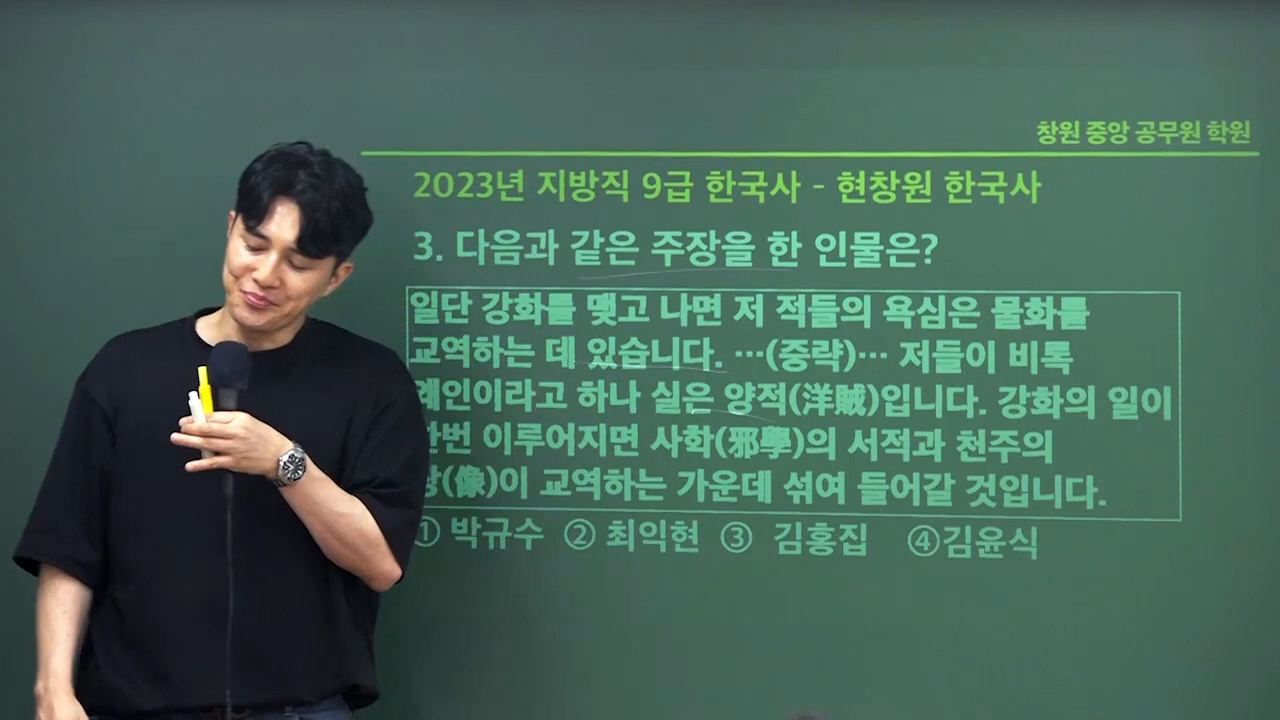 창원 중앙 공무원 학원
2023년 지방직 9급 한국사 - 현창원 한국사
3. 다음과 같은 주장을 한 인물은?
일단 강화를 맺고 나면 저 적들의 욕심은 물화를
교역하는 데 있습니다. …(중략)… 저들이 비록
왜인이라고 하나 실은 양적(洋賊)입니다. 강화의 일이
한번 이루어지면 사학(邪學)의 서적과 천주의
상(像)이 교역하는 가운데 섞여 들어갈 것입니다.
① 박규수 ② 최익현 ③ 김홍집 ④김윤식